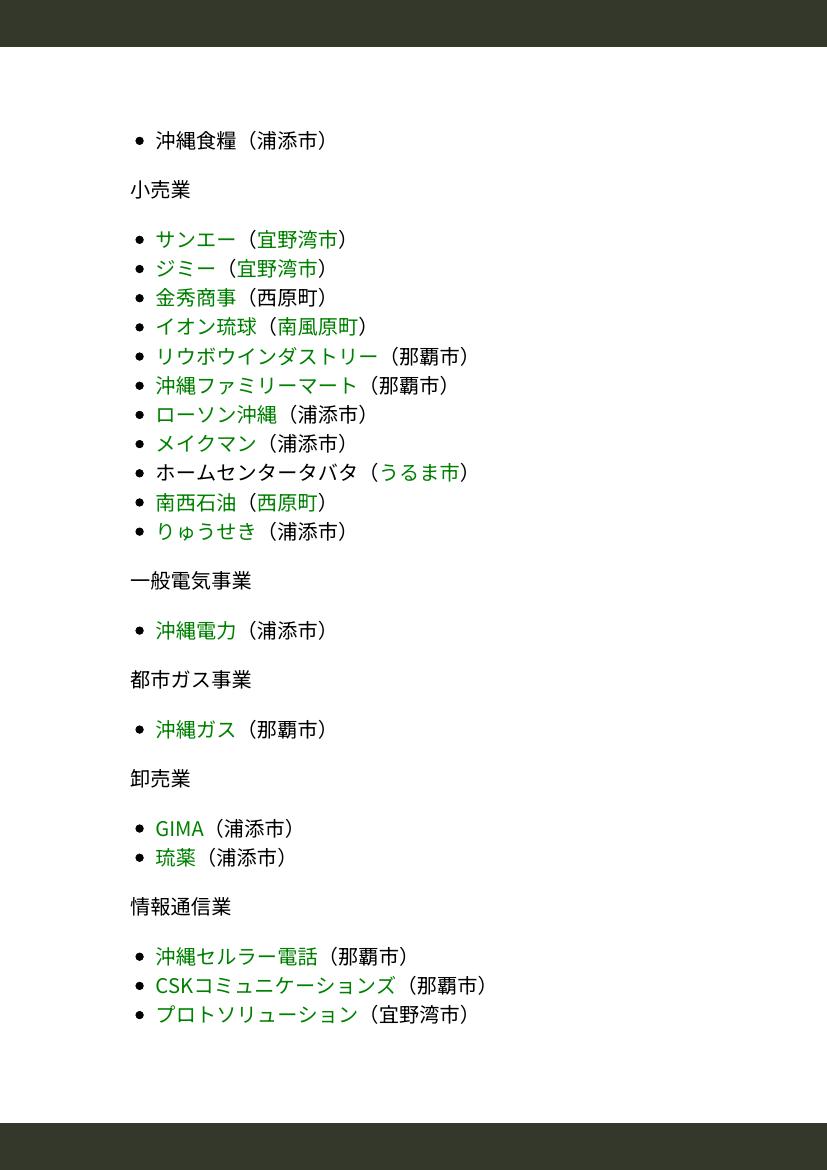 • 沖縄食糧（浦添市）
小売業
• サンエー（宜野湾市）
• ジミー（宜野湾市）
• 金秀商事（西原町）
• イオン琉球（南風原町）
• リウボウインダストリー（那覇市）
• 沖縄ファミリーマート（那覇市）
• ローソン沖縄（浦添市）
• メイクマン（浦添市）
• ホームセンタータバタ（うるま市）
• 南西石油（西原町）
• りゅうせき（浦添市）
一般電気事業
• 沖縄電力（浦添市）
都市ガス事業
• 沖縄ガス（那覇市）
卸売業
• GIMA（浦添市）
• 琉薬（浦添市）
情報通信業
• 沖縄セルラー電話（那覇市）
• CSKコミュニケーションズ（那覇市）
• プロトソリューション（宜野湾市）